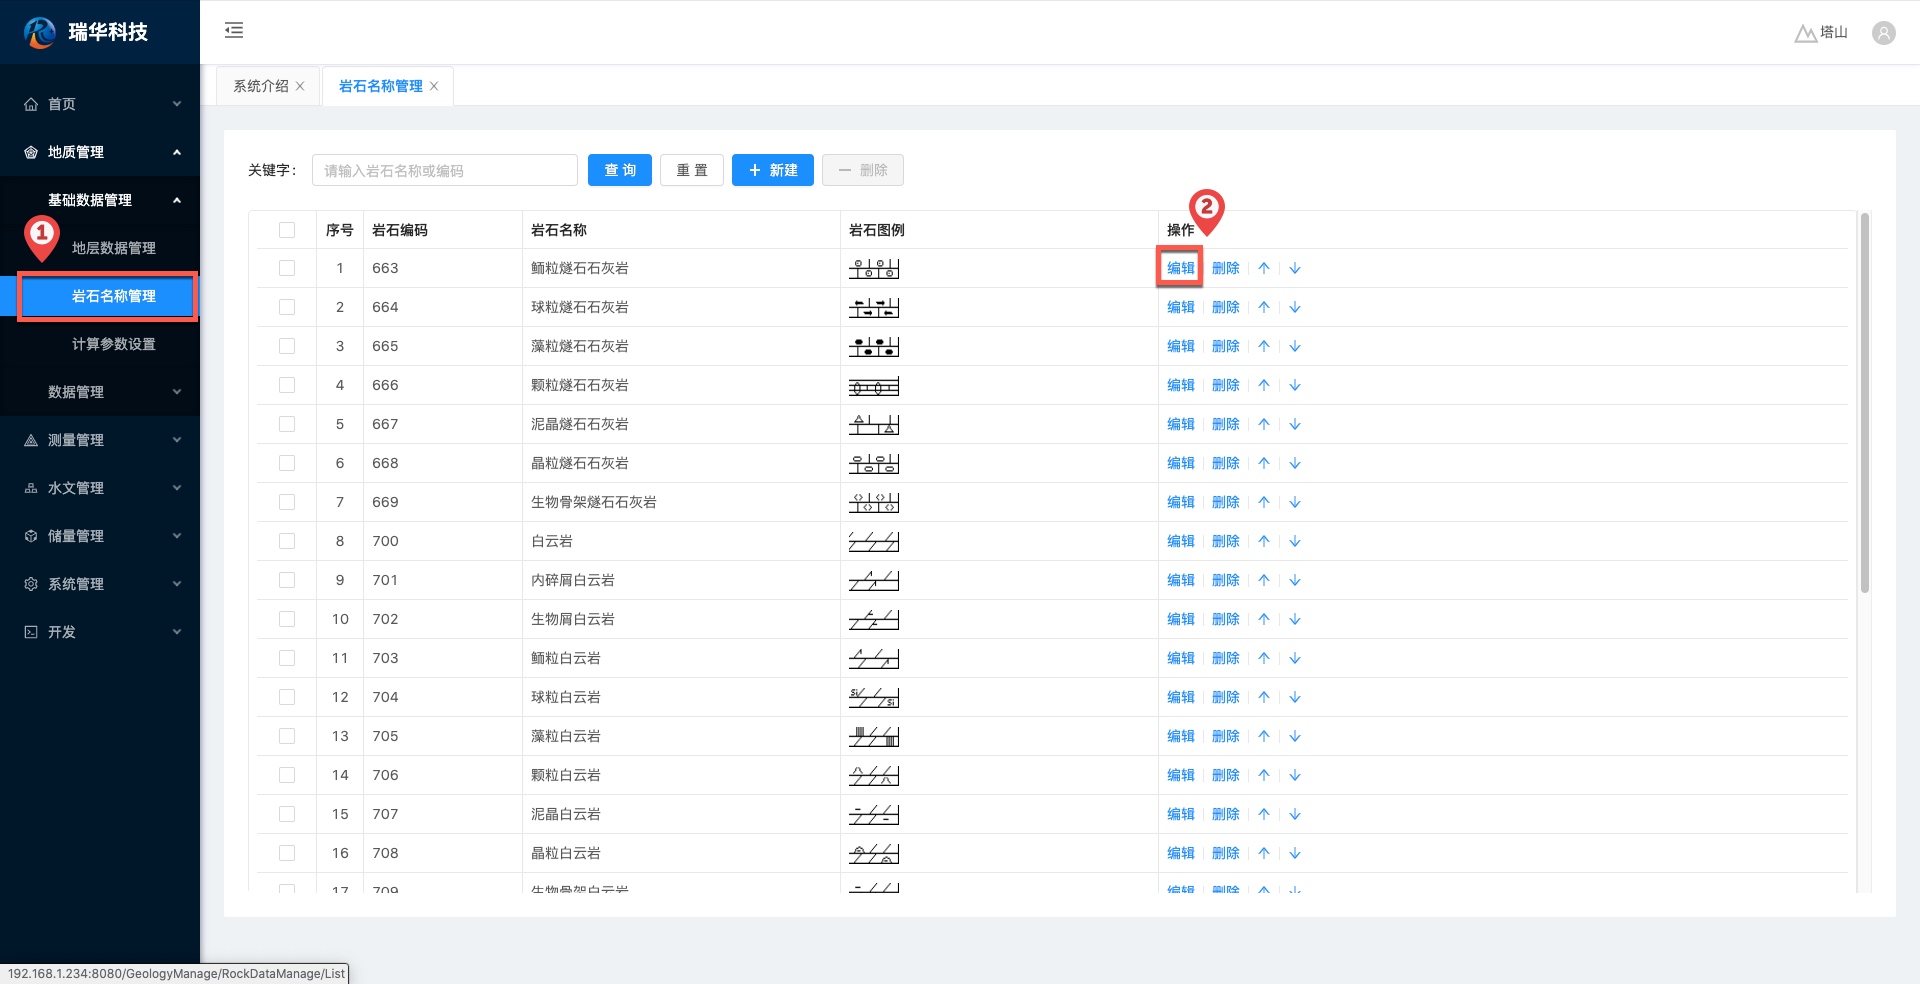 瑞华科技
塔山
首页
地质管理
基础数据管理
1
地层数据管理
岩石名称管理
计算参数设置
数据管理
测量管理
水文管理
储量管理
系统管理
开发
系统介绍
岩石名称管理
关键字：
请输入岩石名称或编码
查 询
重 置
新建
删除
2
序号 岩石编码 岩石名称 岩石图例 操作
1 663 鲕粒燧石石灰岩 编辑 删除
2 664 球粒燧石石灰岩 编辑 删除
3 665 藻粒燧石石灰岩 编辑 删除
4 666 颗粒燧石石灰岩 编辑 删除
5 667 泥晶燧石石灰岩 编辑 删除
6 668 晶粒燧石石灰岩 编辑 删除
7 669 生物骨架燧石石灰岩 编辑 删除
8 700 白云岩 编辑 删除
9 701 内碎屑白云岩 编辑 删除
10 702 生物屑白云岩 编辑 删除
11 703 鲕粒白云岩 编辑 删除
12 704 球粒白云岩 Si Si 编辑 删除
13 705 藻粒白云岩 编辑 删除
14 706 颗粒白云岩 编辑 删除
15 707 泥晶白云岩 编辑 删除
16 708 晶粒白云岩 编辑 删除
17 709 生物骨架白云岩 编辑 删除
192.168.1.234:8080/GeologyManage/RockDataManage/List